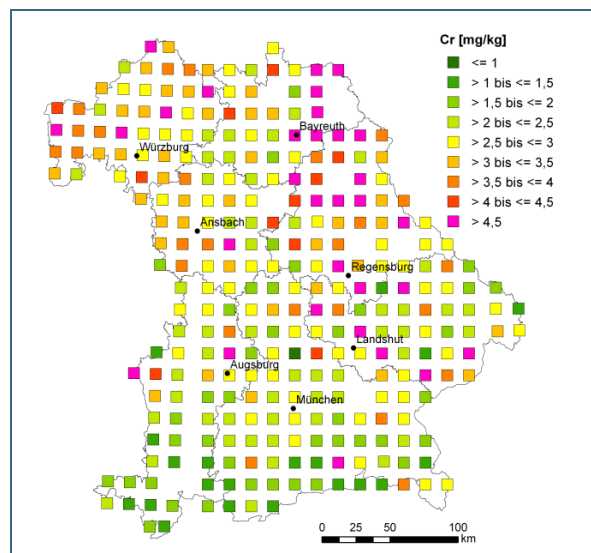 Cr [mg/kg]
<= 1
> 1 bis <= 1,5
> 1,5 bis <= 2
> 2 bis <= 2,5
> 2,5 bis <= 3
> 3 bis <= 3,5
> 3,5 bis <= 4
> 4 bis <= 4,5
> 4,5
Bayreuth
Würzburg
Ansbach
Regensburg
Landshut
Augsburg
München
0 25 50 100
km